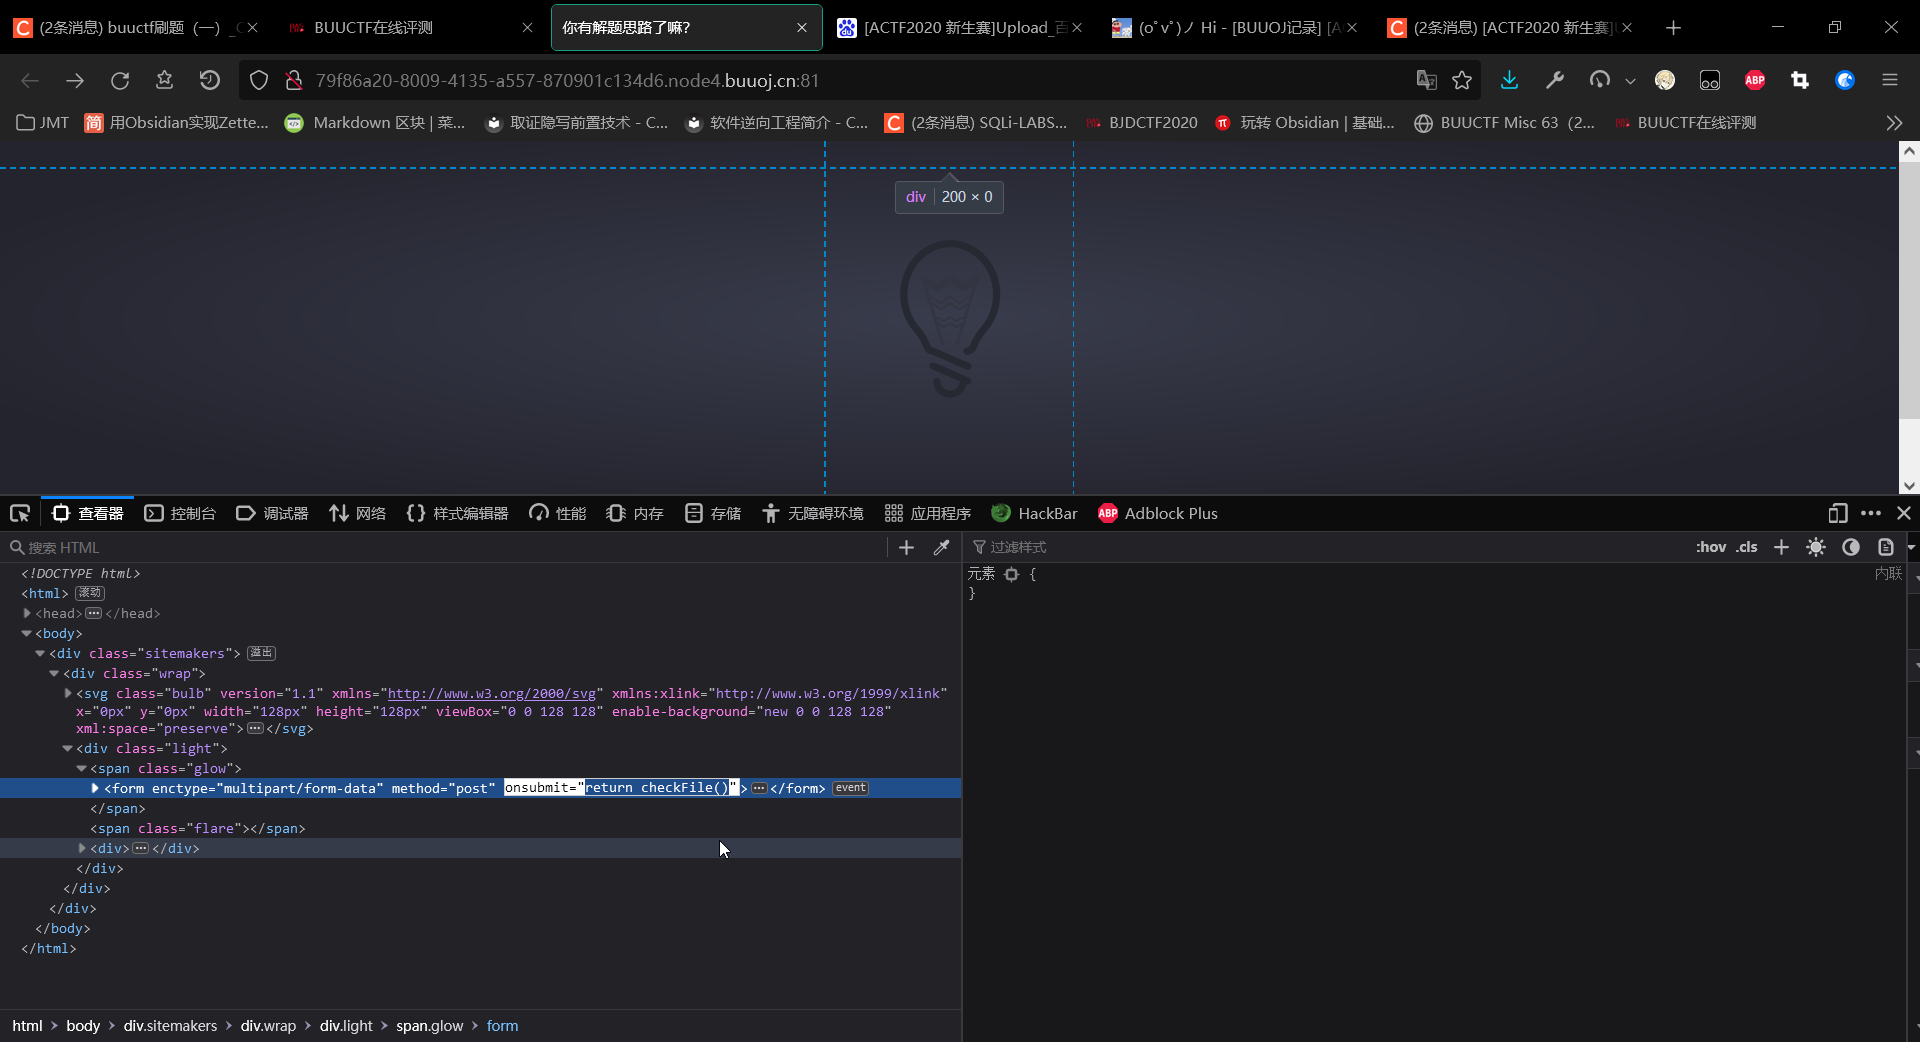 (2条消息) buuctf刷题（一）_C
BUUCTF在线评测
你有解题思路了嘛?
[ACTF2020 新生赛]Upload_百
(oﾟvﾟ)ノ Hi - [BUUOJ记录] [A
(2条消息) [ACTF2020 新生赛]U
79f86a20-8009-4135-a557-870901c134d6.node4.buuoj.cn:81
ABP
JMT
简 用Obsidian实现Zette...
Markdown 区块 | 菜...
取证隐写前置技术 - C...
软件逆向工程简介 - C...
(2条消息) SQLi-LABS...
BJDCTF2020
玩转 Obsidian | 基础...
BUUCTF Misc 63（2...
BUUCTF在线评测
div 200 × 0
查看器
控制台
调试器
网络
样式编辑器
性能
内存
存储
无障碍环境
应用程序
HackBar
ABP Adblock Plus
搜索 HTML
过滤样式
:hov .cls
<!DOCTYPE html>
<html> 滚动
<head> ··· </head>
<body>
<div class="sitemakers"> 溢出
<div class="wrap">
<svg class="bulb" version="1.1" xmlns="http://www.w3.org/2000/svg" xmlns:xlink="http://www.w3.org/1999/xlink"
x="0px" y="0px" width="128px" height="128px" viewBox="0 0 128 128" enable-background="new 0 0 128 128"
xml:space="preserve"> ··· </svg>
<div class="light">
<span class="glow">
<form enctype="multipart/form-data" method="post" onsubmit="return checkFile()"> ··· </form> event
</span>
<span class="flare"></span>
<div> ··· </div>
</div>
</div>
</div>
</body>
</html>
元素 {
内联
}
html > body > div.sitemakers > div.wrap > div.light > span.glow > form